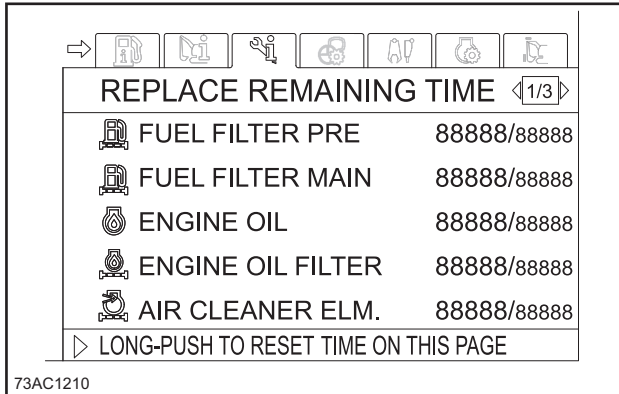 REPLACE REMAINING TIME 1/3
FUEL FILTER PRE 88888/88888
FUEL FILTER MAIN 88888/88888
ENGINE OIL 88888/88888
ENGINE OIL FILTER 88888/88888
AIR CLEANER ELM. 88888/88888
LONG-PUSH TO RESET TIME ON THIS PAGE
73AC1210